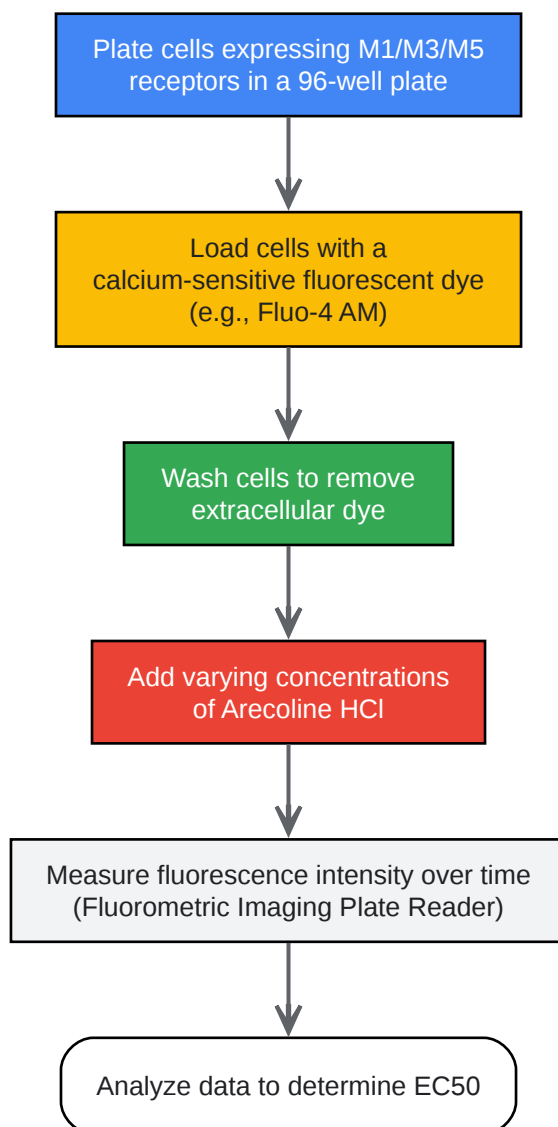 Plate cells expressing M1/M3/M5
receptors in a 96-well plate
Load cells with a
calcium-sensitive fluorescent dye
(e.g., Fluo-4 AM)
Wash cells to remove
extracellular dye
Add varying concentrations
of Arecoline HCl
Measure fluorescence intensity over time
(Fluorometric Imaging Plate Reader)
Analyze data to determine EC50